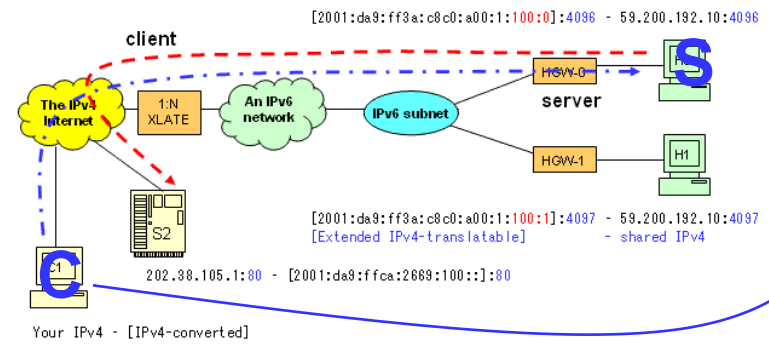 [2001:da9:ff3a:c8c0:a00:1:100:0]:4096 - 59.200.192.10:4096
client
S
HGW-0
server
The IPv4
Internet
1:N
XLATE
An IPv6
network
IPv6 subnet
HGW-1
H1
S2
[2001:da9:ff3a:c8c0:a00:1:100:1]:4097 - 59.200.192.10:4097
[Extended IPv4-translatable] - shared IPv4
C
C1
202.38.105.1:80 - [2001:da9:ffca:2669:100::]:80
Your IPv4 - [IPv4-converted]